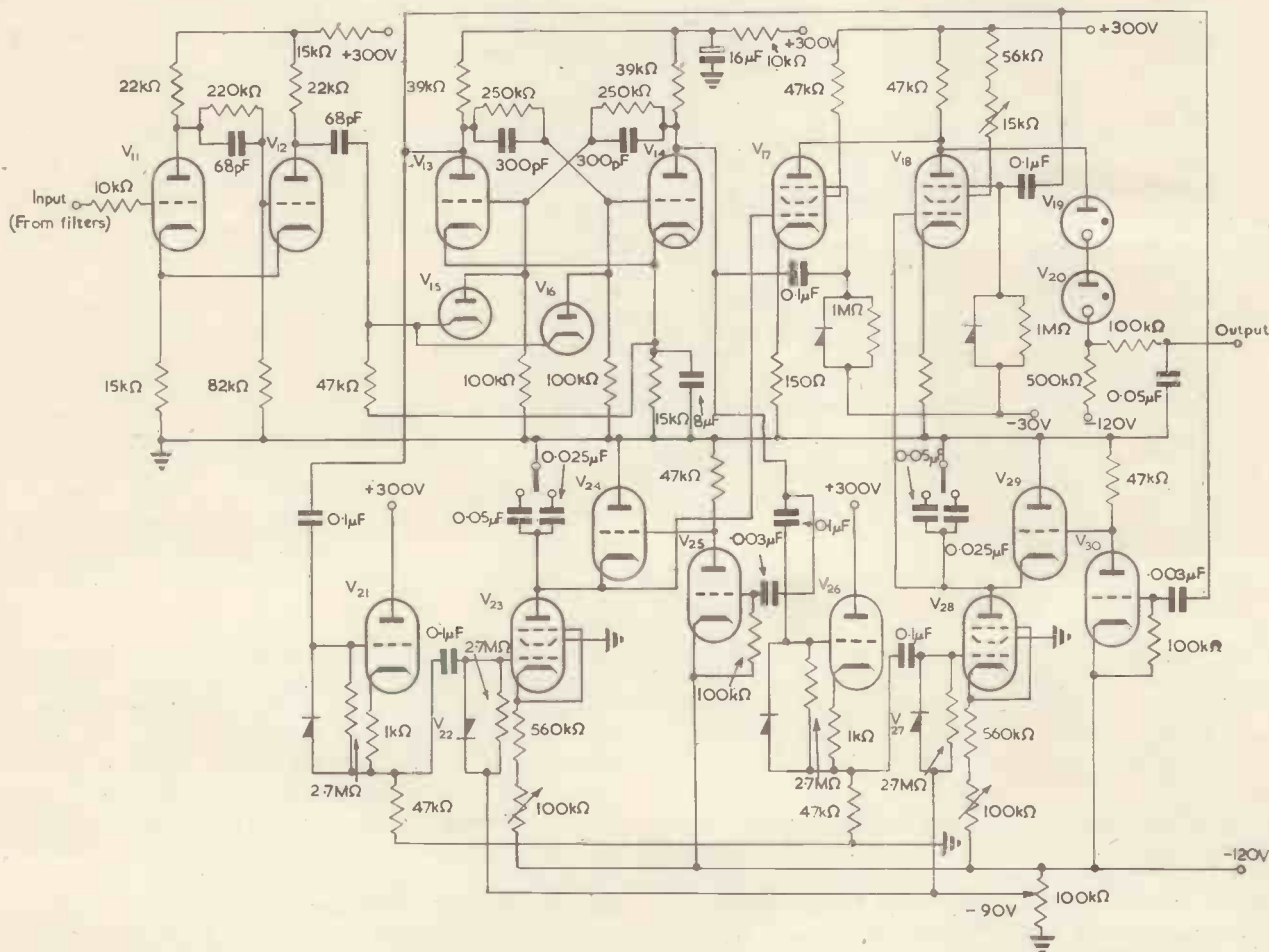 15kΩ
+300V
22kΩ
220kΩ
22kΩ
68pF
V11
68pF
V12
10kΩ
Input
(From filters)
15kΩ
82kΩ
47kΩ
39kΩ
250kΩ
250kΩ
39kΩ
16μF
10kΩ
+300V
V13
300pF
300pF
V14
V15
V16
100kΩ
100kΩ
15kΩ
8μF
47kΩ
47kΩ
56kΩ
+300V
15kΩ
V17
V18
0·1μF
V19
V20
0·1μF
1MΩ
1MΩ
150Ω
100kΩ
Output
500kΩ
0·05μF
-30V
-120V
+300V
0·1μF
0·025μF
0·05μF
V24
47kΩ
V25
·003μF
0·1μF
+300V
0·05μF
0·025μF
V29
47kΩ
V30
·003μF
V21
0·1μF
2·7MΩ
V23
V26
0·1μF
V28
100kΩ
1kΩ
V22
560kΩ
100kΩ
1kΩ
V27
560kΩ
2·7MΩ
47kΩ
100kΩ
2·7MΩ
47kΩ
2·7MΩ
100kΩ
-120V
-90V
100kΩ